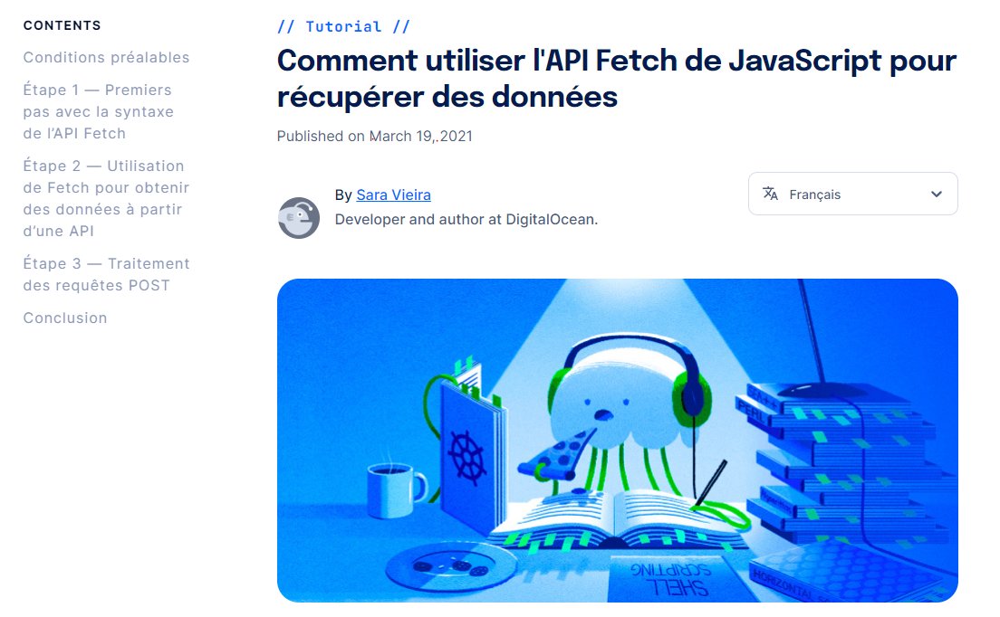 CONTENTS
Conditions préalables
Étape 1 — Premiers
pas avec la syntaxe
de l’API Fetch
Étape 2 — Utilisation
de Fetch pour obtenir
des données à partir
d’une API
Étape 3 — Traitement
des requêtes POST
Conclusion
// Tutorial //
Comment utiliser l'API Fetch de JavaScript pour
récupérer des données
Published on March 19, 2021
By Sara Vieira
Developer and author at DigitalOcean.
Français
PERL
SHELL
SCRIPTING
HORIZONTAL